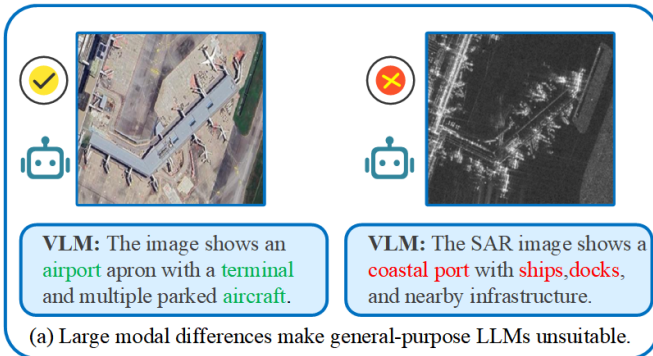 VLM: The image shows an
airport apron with a terminal
and multiple parked aircraft.
VLM: The SAR image shows a
coastal port with ships,docks,
and nearby infrastructure.
(a) Large modal differences make general-purpose LLMs unsuitable.